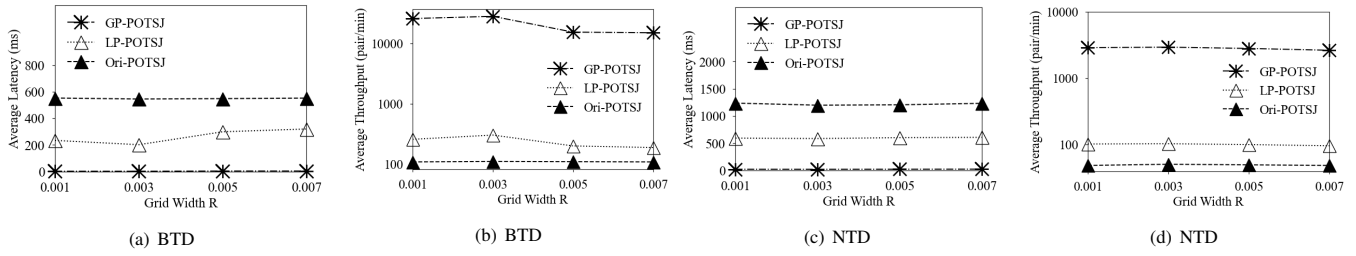 GP-POTSJ
LP-POTSJ
Ori-POTSJ
Average Latency (ms)
800
600
400
200
0
0.001 0.003 0.005 0.007
Grid Width R
(a) BTD
Average Throughput (pair/min)
10000
1000
100
GP-POTSJ
LP-POTSJ
Ori-POTSJ
0.001 0.003 0.005 0.007
Grid Width R
(b) BTD
GP-POTSJ
LP-POTSJ
Ori-POTSJ
Average Latency (ms)
2000
1500
1000
500
0
0.001 0.003 0.005 0.007
Grid Width R
(c) NTD
Average Throughput (pair/min)
10000
1000
100
GP-POTSJ
LP-POTSJ
Ori-POTSJ
0.001 0.003 0.005 0.007
Grid Width R
(d) NTD